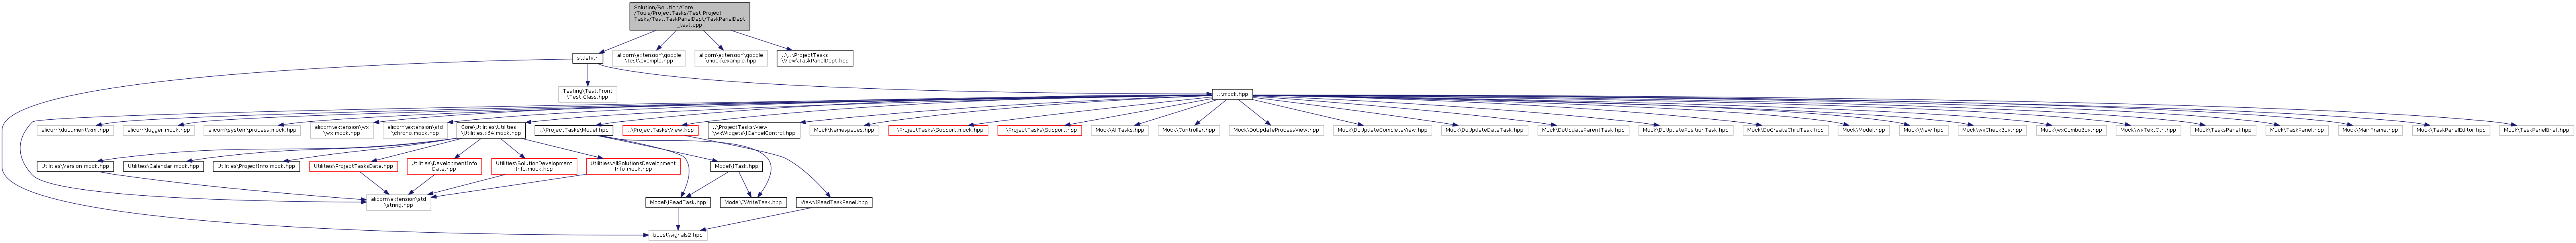 Solution/Solution/Core
/Tools/ProjectTasks/Test.Project
Tasks/Test.TaskPanelDept/TaskPanelDept
_test.cpp
stdafx.h
alicorn\extension\google
\test\example.hpp
alicorn\extension\google
\mock\example.hpp
..\..\ProjectTasks
\View\TaskPanelDept.hpp
Testing\Test.Front
\Test.Class.hpp
..\mock.hpp
alicorn\document\xml.hpp
alicorn\logger.mock.hpp
alicorn\system\process.mock.hpp
alicorn\extension\wx
\wx.mock.hpp
alicorn\extension\std
\chrono.mock.hpp
Core\Utilities\Utilities
\Utilities.x64.mock.hpp
..\ProjectTasks\Model.hpp
..\ProjectTasks\View.hpp
..\ProjectTasks\View
\wxWidgets\ICancelControl.hpp
Mock\Namespaces.hpp
..\ProjectTasks\Support.mock.hpp
..\ProjectTasks\Support.hpp
Mock\AllTasks.hpp
Mock\Controller.hpp
Mock\DoUpdateProcessView.hpp
Mock\DoUpdateCompleteView.hpp
Mock\DoUpdateDataTask.hpp
Mock\DoUpdateParentTask.hpp
Mock\DoUpdatePositionTask.hpp
Mock\DoCreateChildTask.hpp
Mock\Model.hpp
Mock\View.hpp
Mock\wxCheckBox.hpp
Mock\wxComboBox.hpp
Mock\wxTextCtrl.hpp
Mock\TasksPanel.hpp
Mock\TaskPanel.hpp
Mock\MainFrame.hpp
Mock\TaskPanelEditor.hpp
Mock\TaskPanelBrief.hpp
Utilities\Version.mock.hpp
Utilities\Calendar.mock.hpp
Utilities\ProjectInfo.mock.hpp
Utilities\ProjectTasksData.hpp
Utilities\DevelopmentInfo
Data.hpp
Utilities\SolutionDevelopment
Info.mock.hpp
Utilities\AllSolutionsDevelopment
Info.mock.hpp
Model\ITask.hpp
alicorn\extension\std
\string.hpp
Model\IReadTask.hpp
Model\IWriteTask.hpp
View\IReadTaskPanel.hpp
boost\signals2.hpp